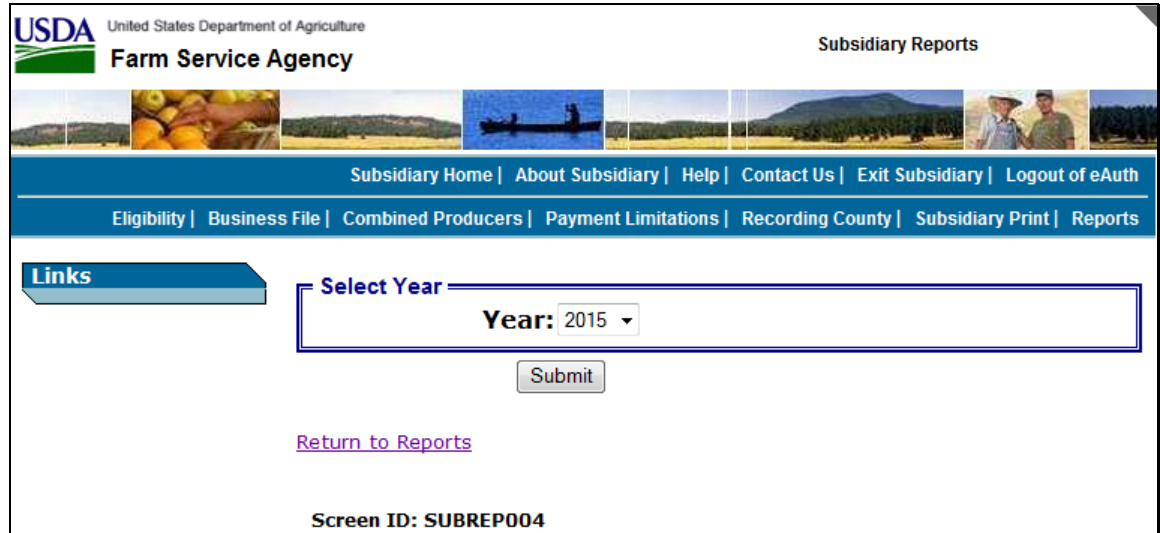 USDA United States Department of Agriculture
Farm Service Agency
Subsidiary Reports
Subsidiary Home | About Subsidiary | Help | Contact Us | Exit Subsidiary | Logout of eAuth
Eligibility | Business File | Combined Producers | Payment Limitations | Recording County | Subsidiary Print | Reports
Links
Select Year
Year: 2015
Submit
Return to Reports
Screen ID: SUBREP004